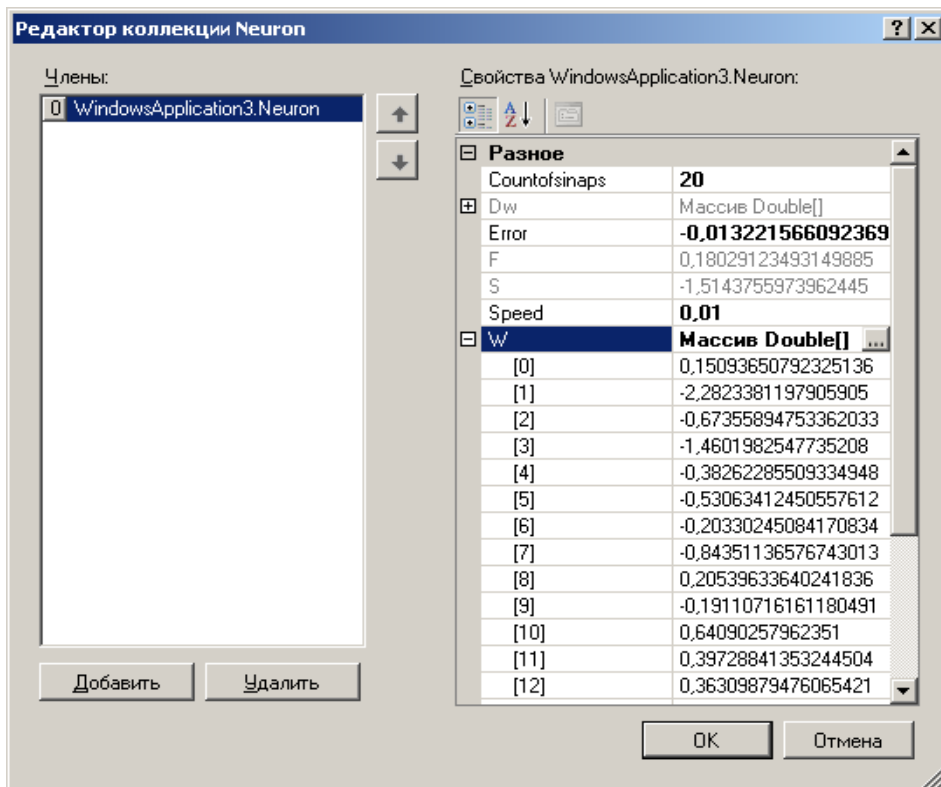 Редактор коллекции Neuron
Члены:
0 WindowsApplication3.Neuron
Добавить Удалить
Свойства WindowsApplication3.Neuron:
Разное
Countofsinaps 20
Dw Массив Double[]
Error -0,013221566092369
F 0,18029123493149885
S -1,5143755973962445
Speed 0,01
W Массив Double[] ...
[0] 0,15093650792325136
[1] -2,2823381197905905
[2] -0,67355894753362033
[3] -1,4601982547735208
[4] -0,38262285509334948
[5] -0,53063412450557612
[6] -0,20330245084170834
[7] -0,84351136576743013
[8] 0,20539633640241836
[9] -0,19110716161180491
[10] 0,64090257962351
[11] 0,39728841353244504
[12] 0,36309879476065421
OK Отмена